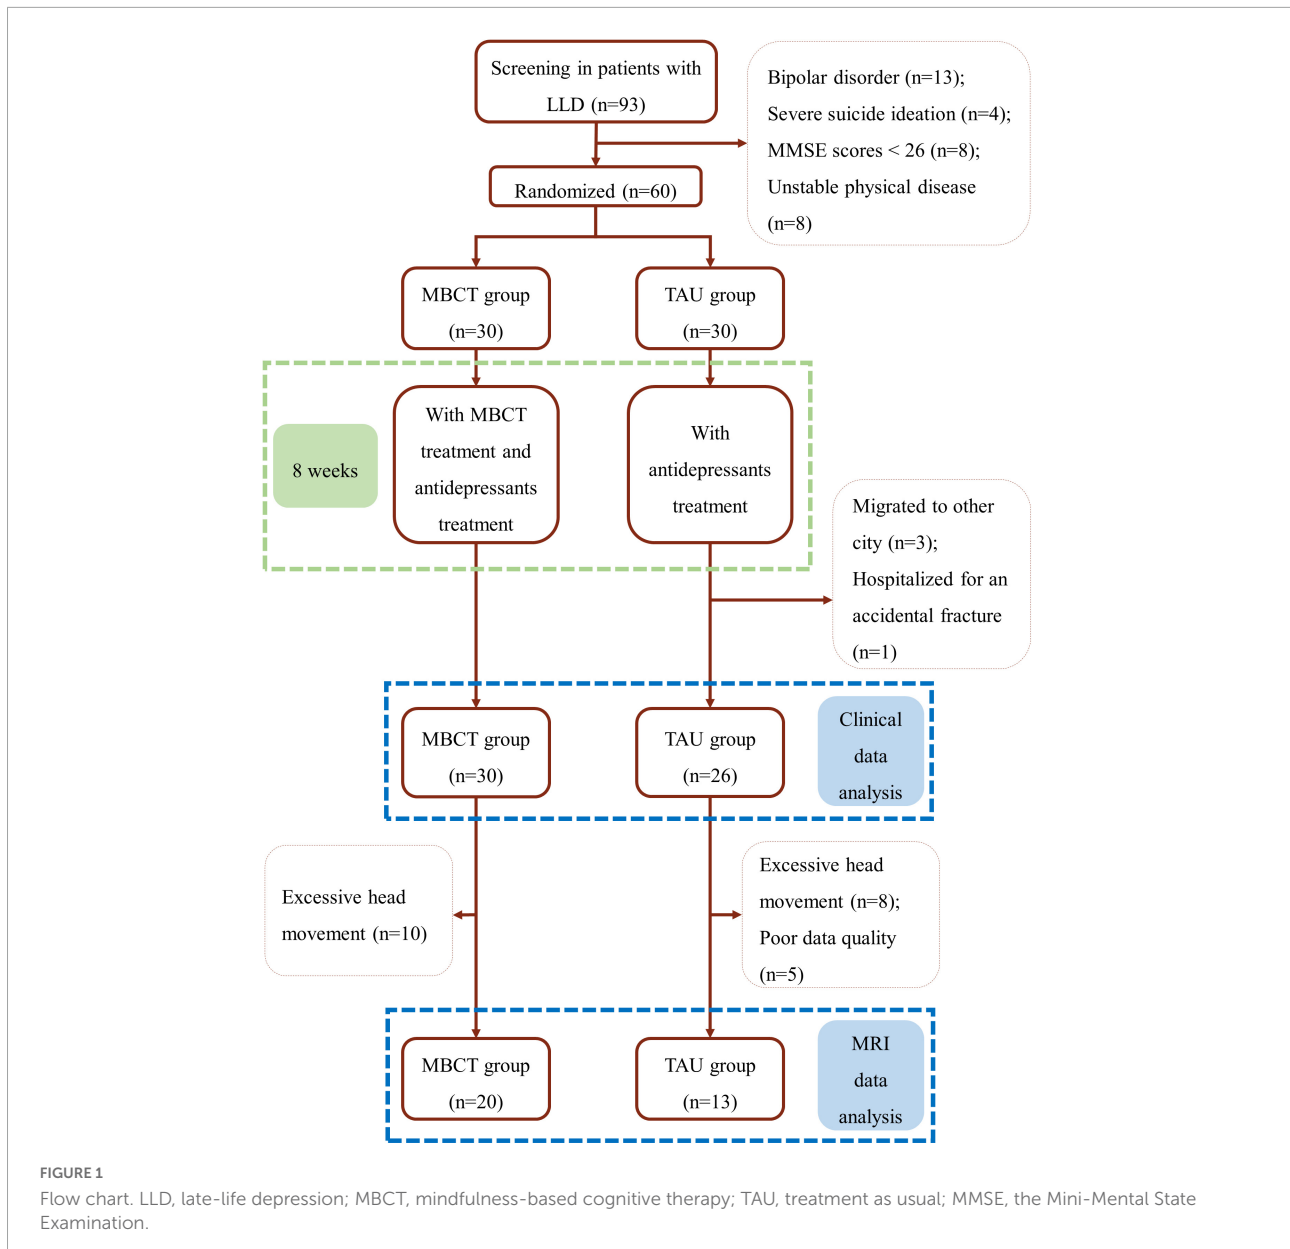 Screening in patients with
LLD (n=93)
Bipolar disorder (n=13);
Severe suicide ideation (n=4);
MMSE scores < 26 (n=8);
Unstable physical disease
(n=8)
Randomized (n=60)
MBCT group
(n=30)
TAU group
(n=30)
8 weeks
With MBCT
treatment and
antidepressants
treatment
With
antidepressants
treatment
Migrated to other
city (n=3);
Hospitalized for an
accidental fracture
(n=1)
MBCT group
(n=30)
TAU group
(n=26)
Clinical
data
analysis
Excessive head
movement (n=10)
Excessive head
movement (n=8);
Poor data quality
(n=5)
MBCT group
(n=20)
TAU group
(n=13)
MRI
data
analysis
FIGURE 1
Flow chart. LLD, late-life depression; MBCT, mindfulness-based cognitive therapy; TAU, treatment as usual; MMSE, the Mini-Mental State
Examination.